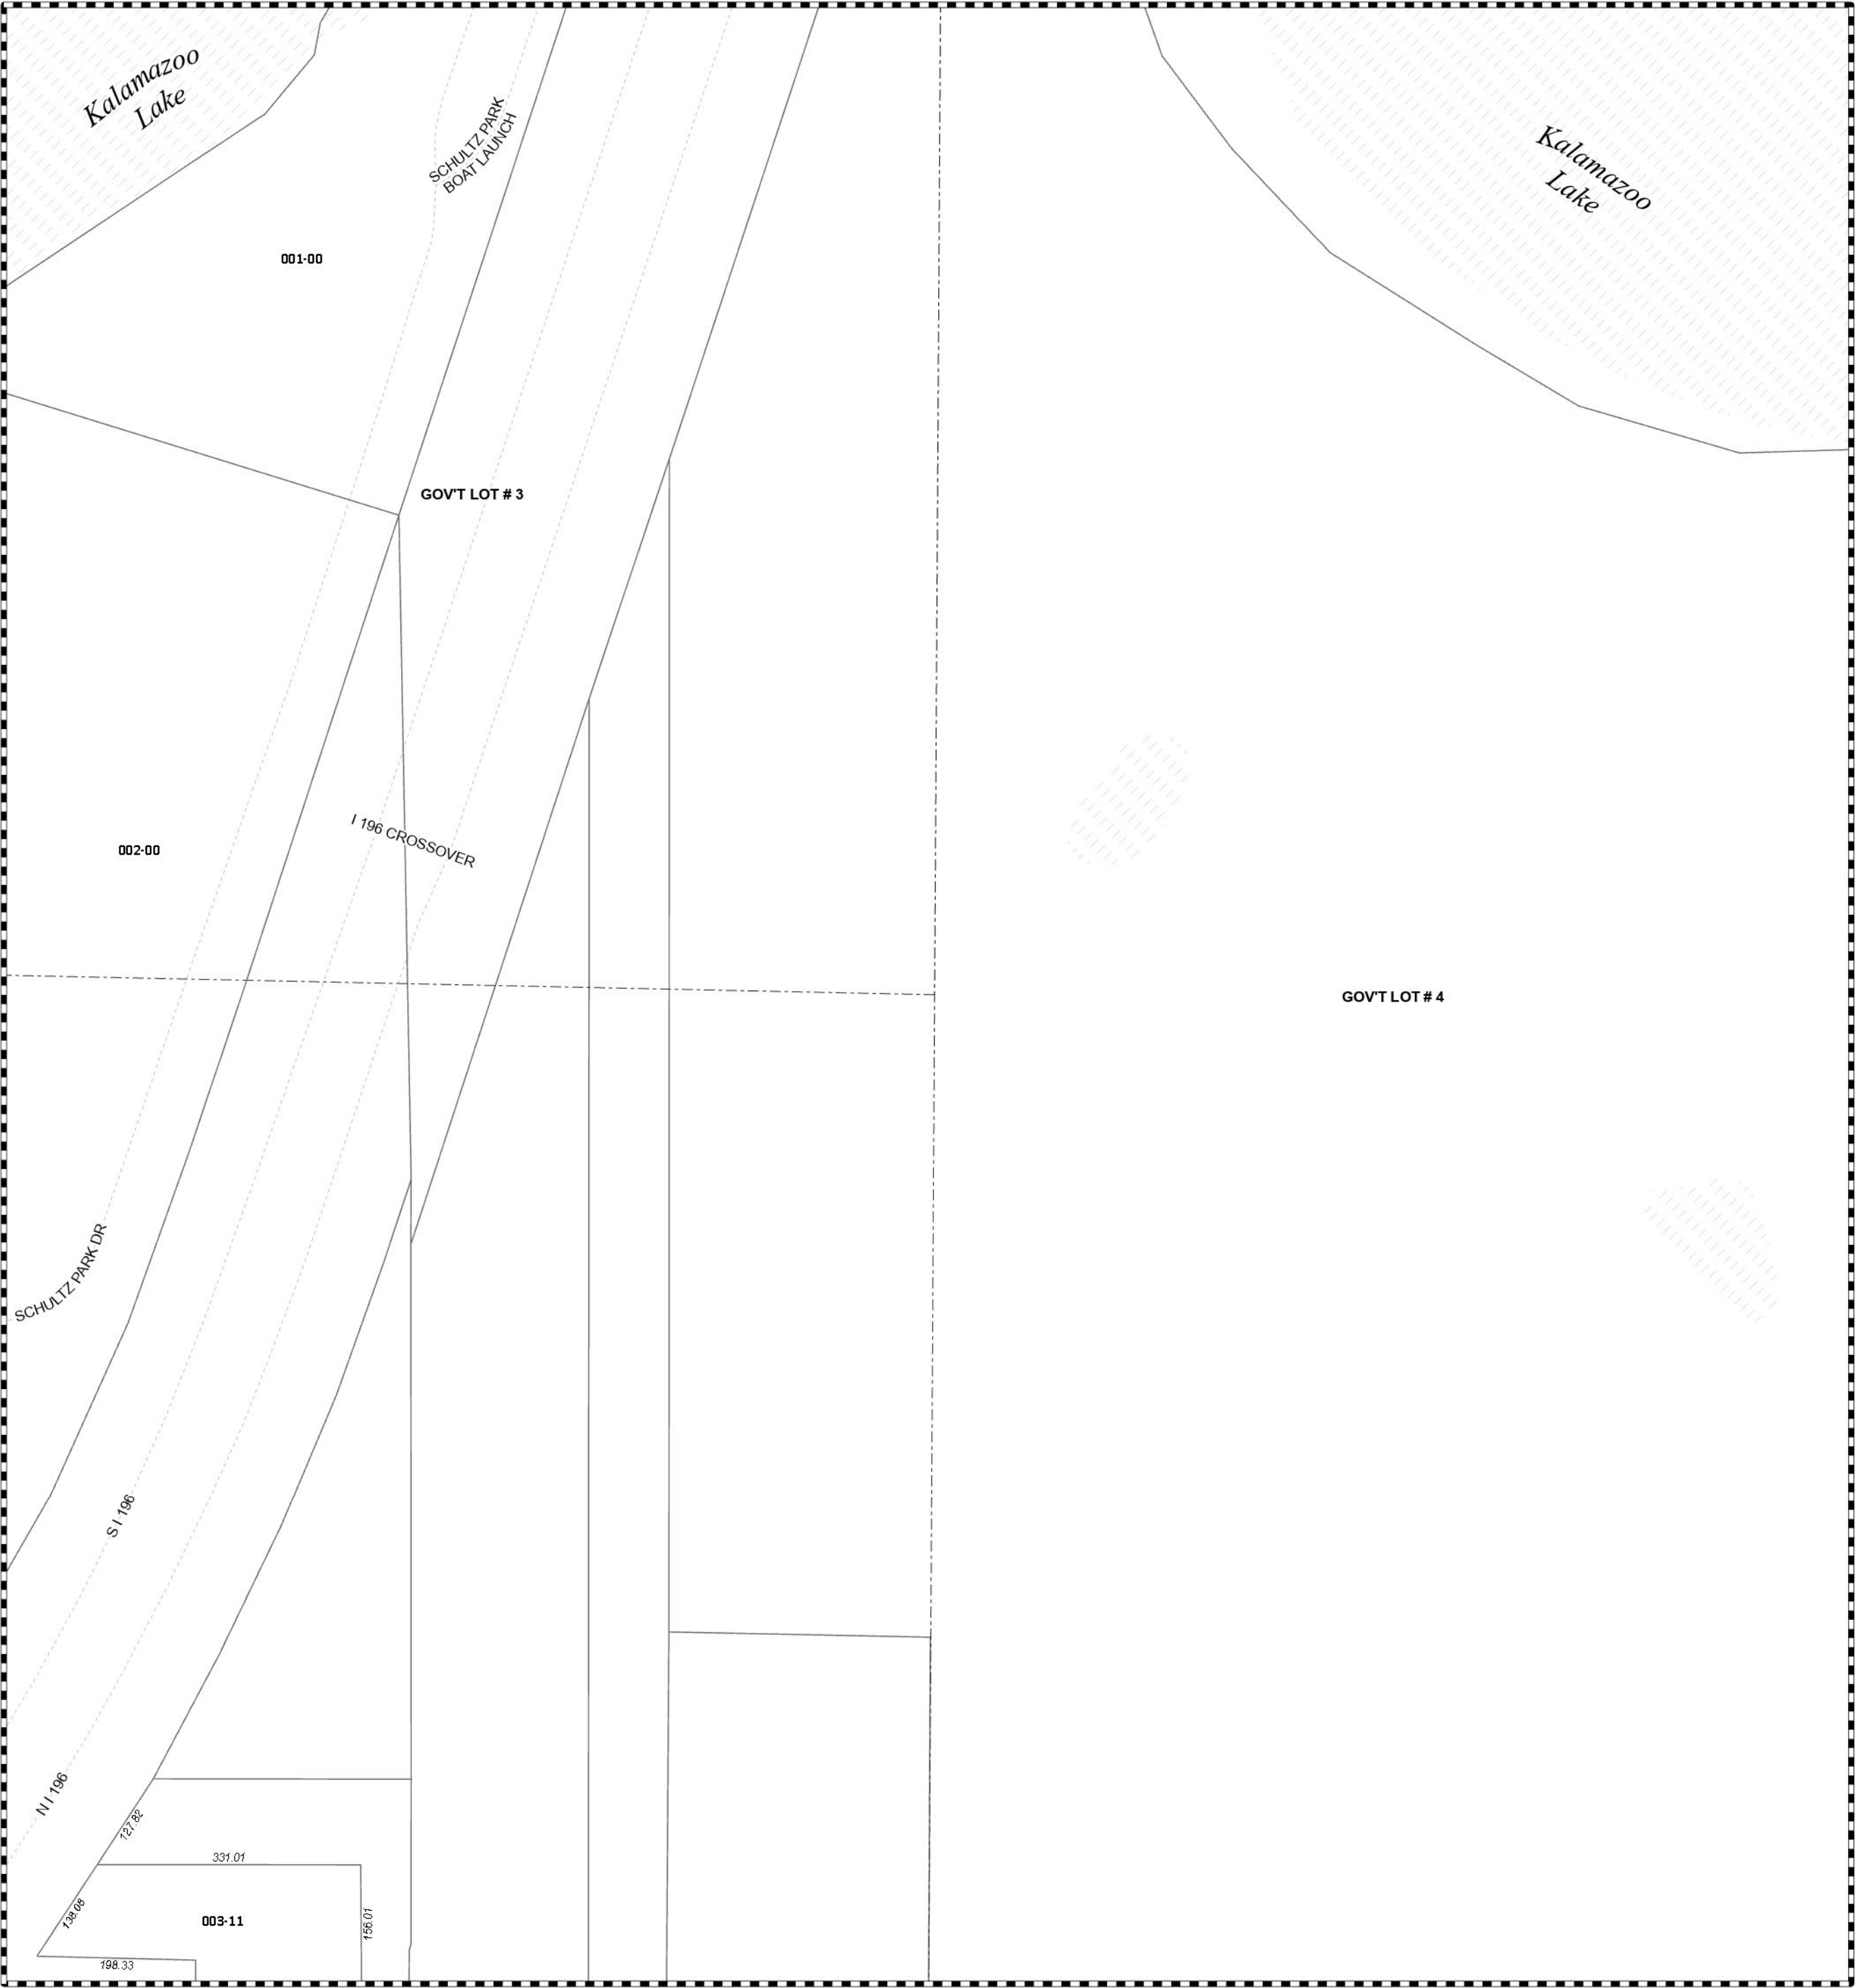 Kalamazoo
Lake
SCHULTZ PARK
BOAT LAUNCH
Kalamazoo
Lake
001-00
GOV'T LOT # 3
I 196 CROSSOVER
002-00
GOV'T LOT # 4
SCHULTZ PARK DR
S I 196
N I 196
127.82
331.01
138.08
003-11
156.01
198.33